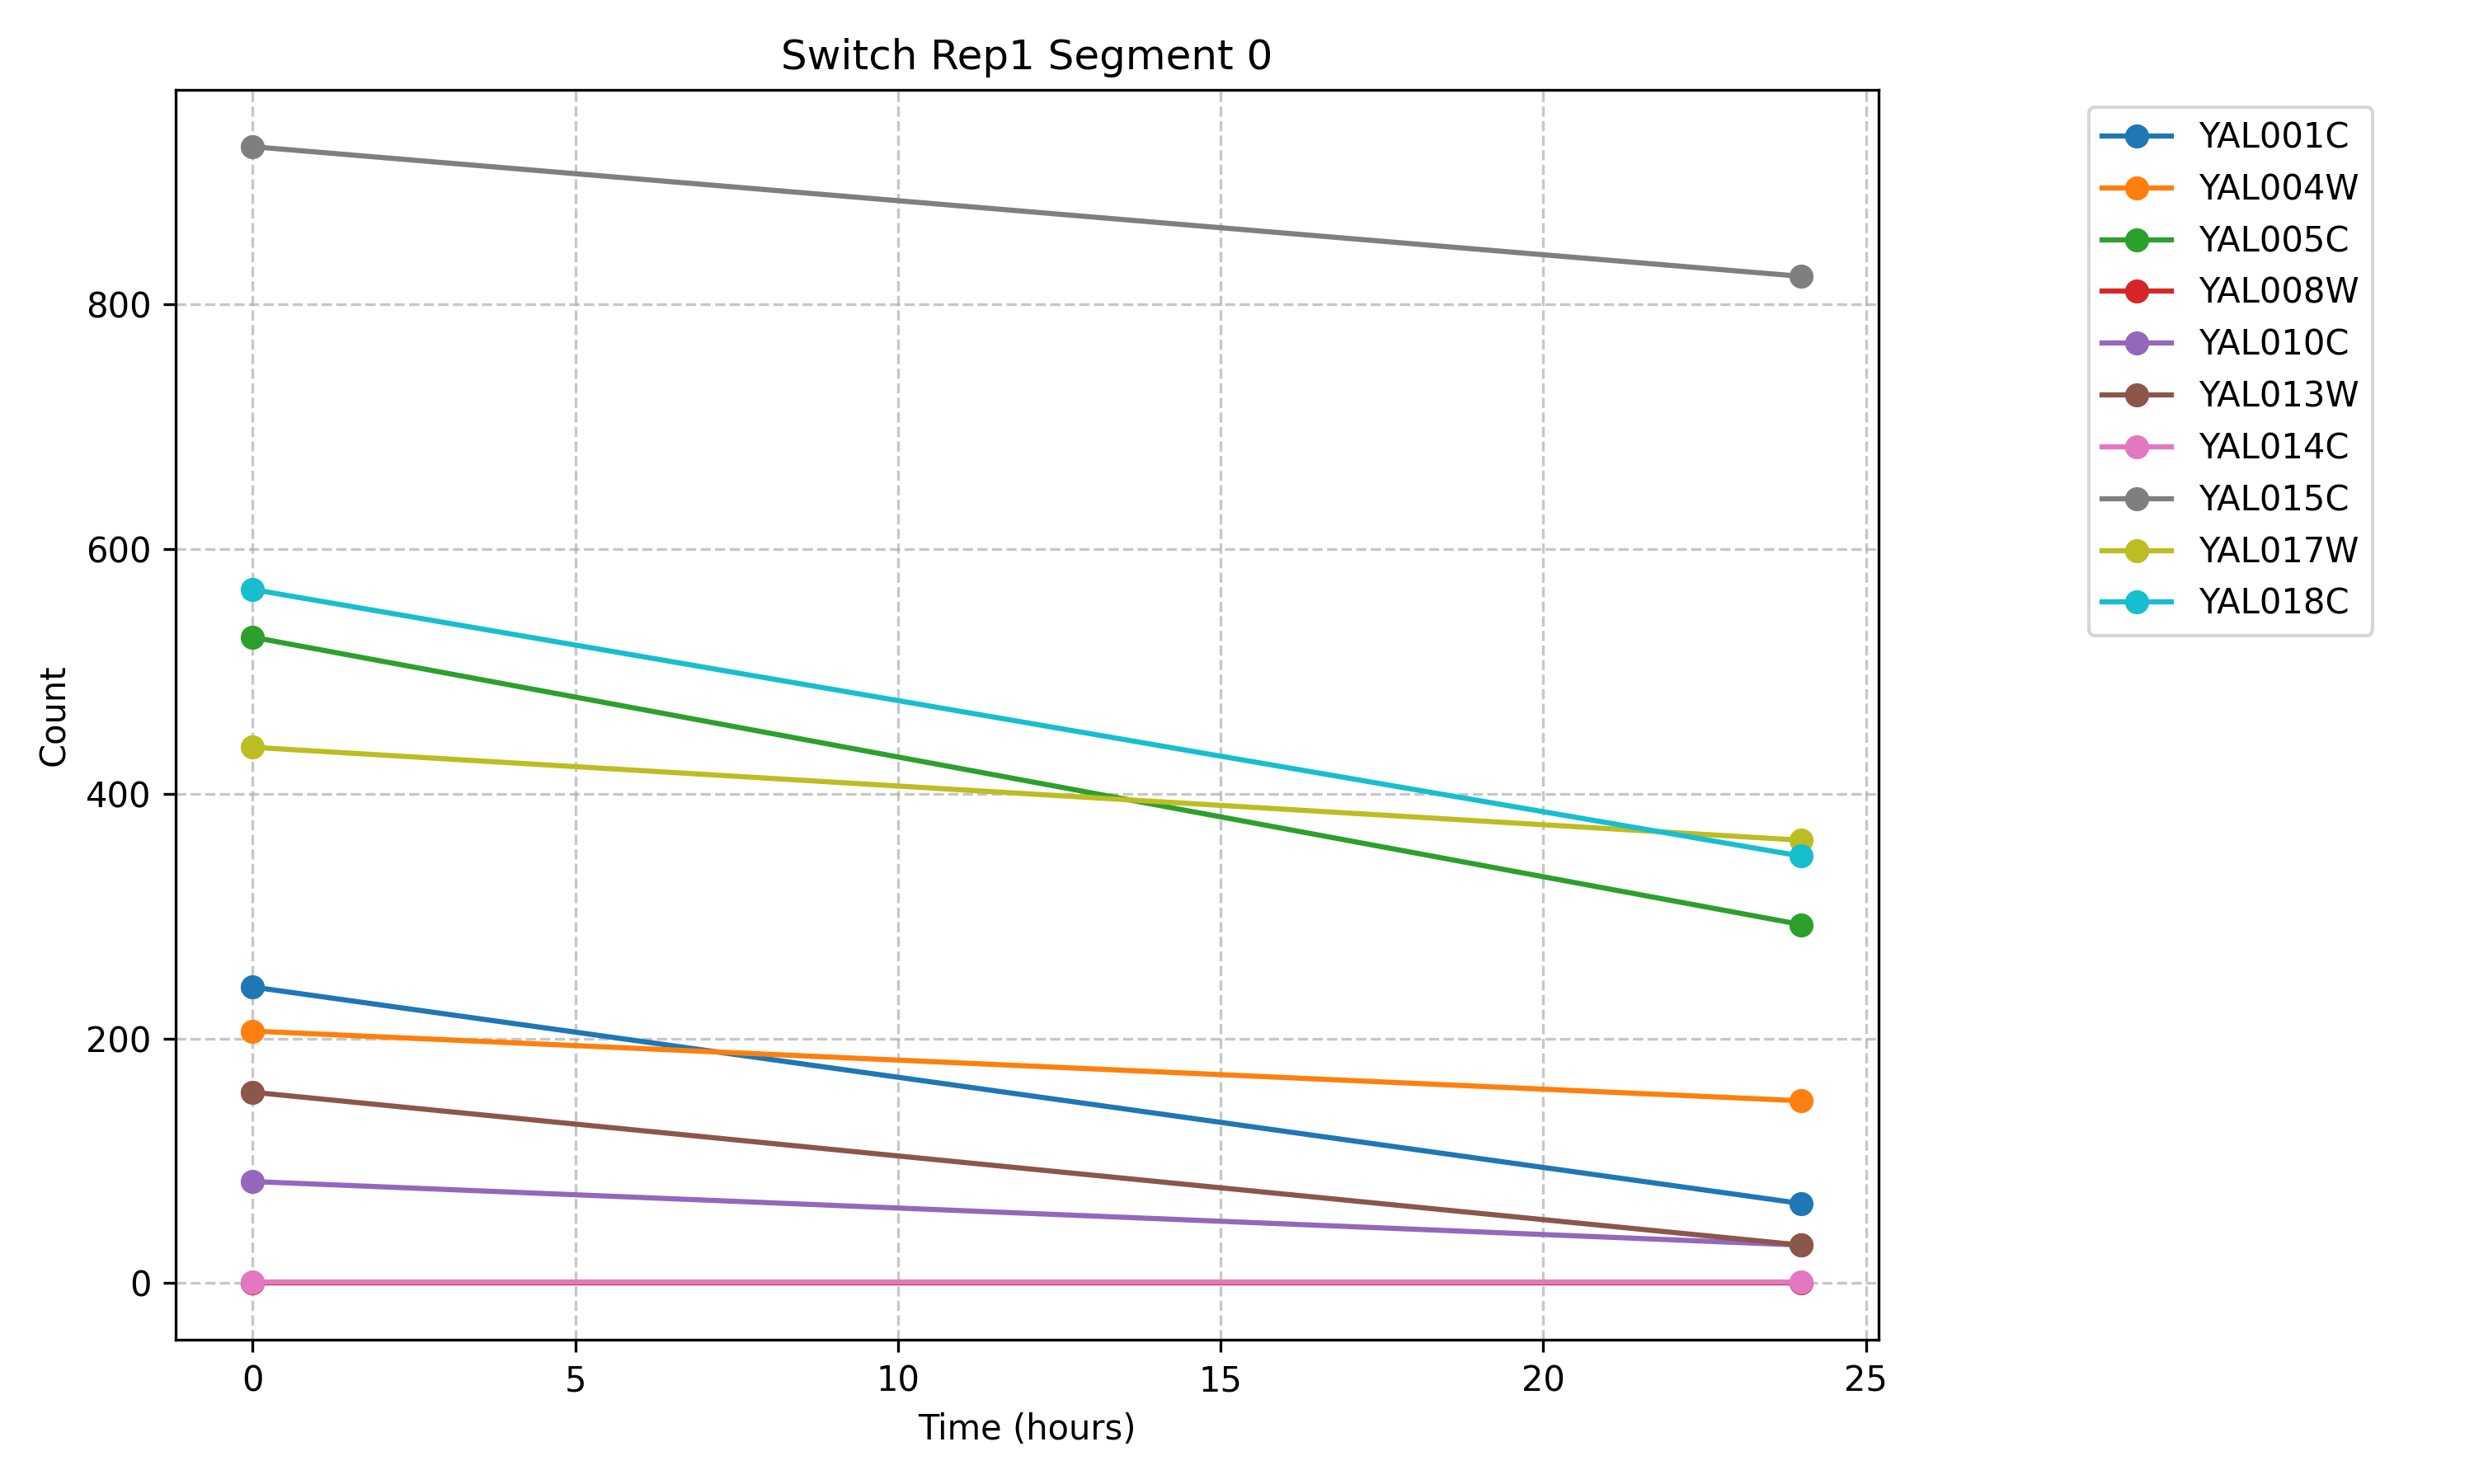 Switch Rep1 Segment 0
Count
800
600
400
200
0
0 5 10 15 20 25
Time (hours)
YAL001C
YAL004W
YAL005C
YAL008W
YAL010C
YAL013W
YAL014C
YAL015C
YAL017W
YAL018C